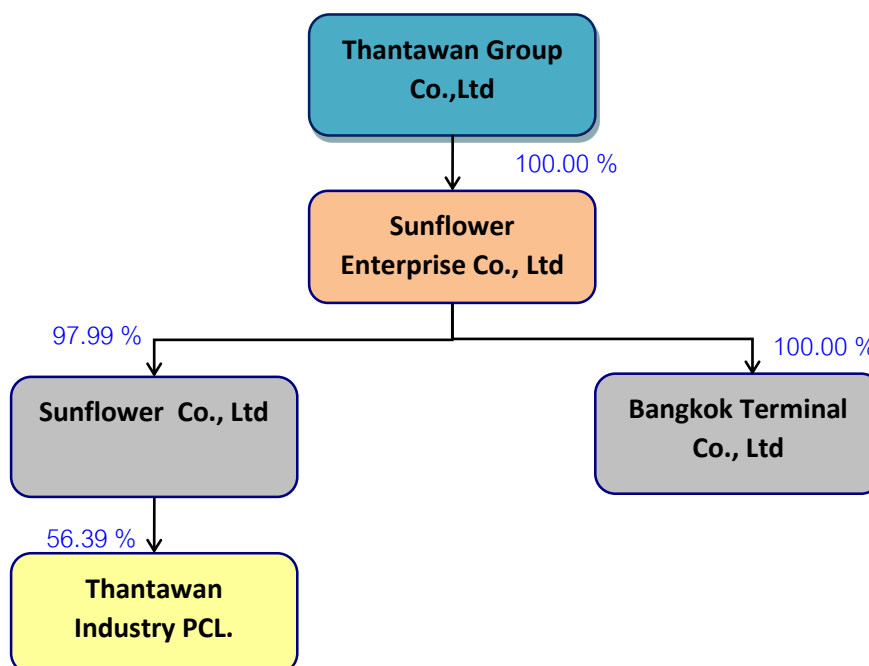 Thantawan Group
Co.,Ltd
100.00 %
Sunflower
Enterprise Co., Ltd
97.99 %
100.00 %
Sunflower  Co., Ltd
Bangkok Terminal
Co., Ltd
56.39 %
Thantawan
Industry PCL.